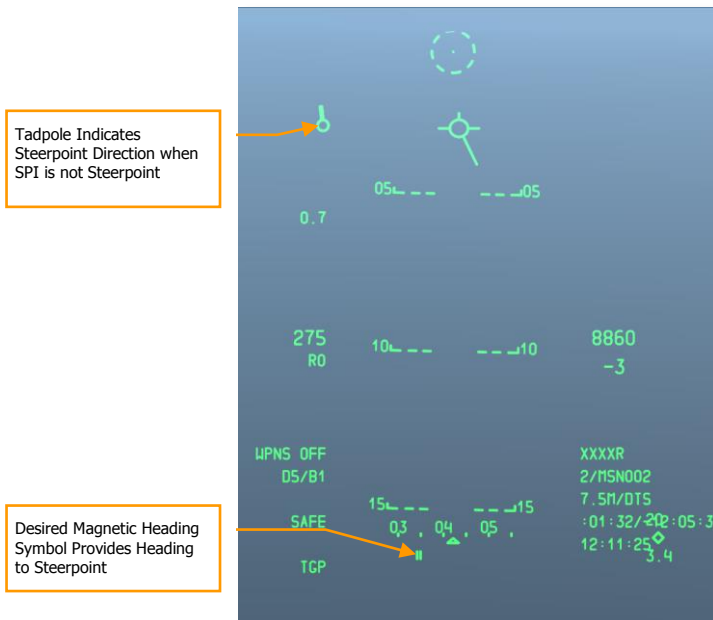 Tadpole Indicates
Steerpoint Direction when
SPI is not Steerpoint
05 05
0.7
275 8860
R0 10 10 -3
WPNS OFF XXXXR
D5/B1 2/MSN002
7.5M/DTS
15 15
SAFE 03 04 05 :01:32/
12:11:25
3.4
TGP
Desired Magnetic Heading
Symbol Provides Heading
to Steerpoint